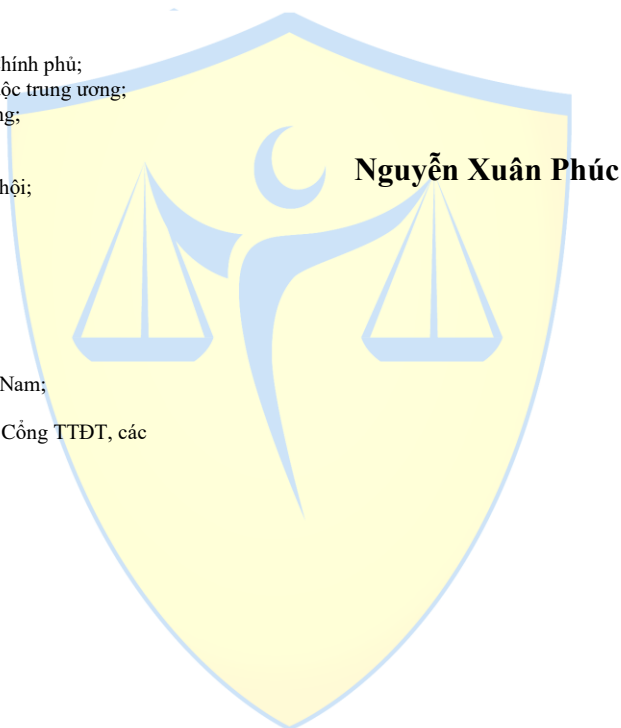 hính phủ;
ộc trung ương;
ng;
Nguyễn Xuân Phúc
hội;
Nam;
Cổng TTĐT, các